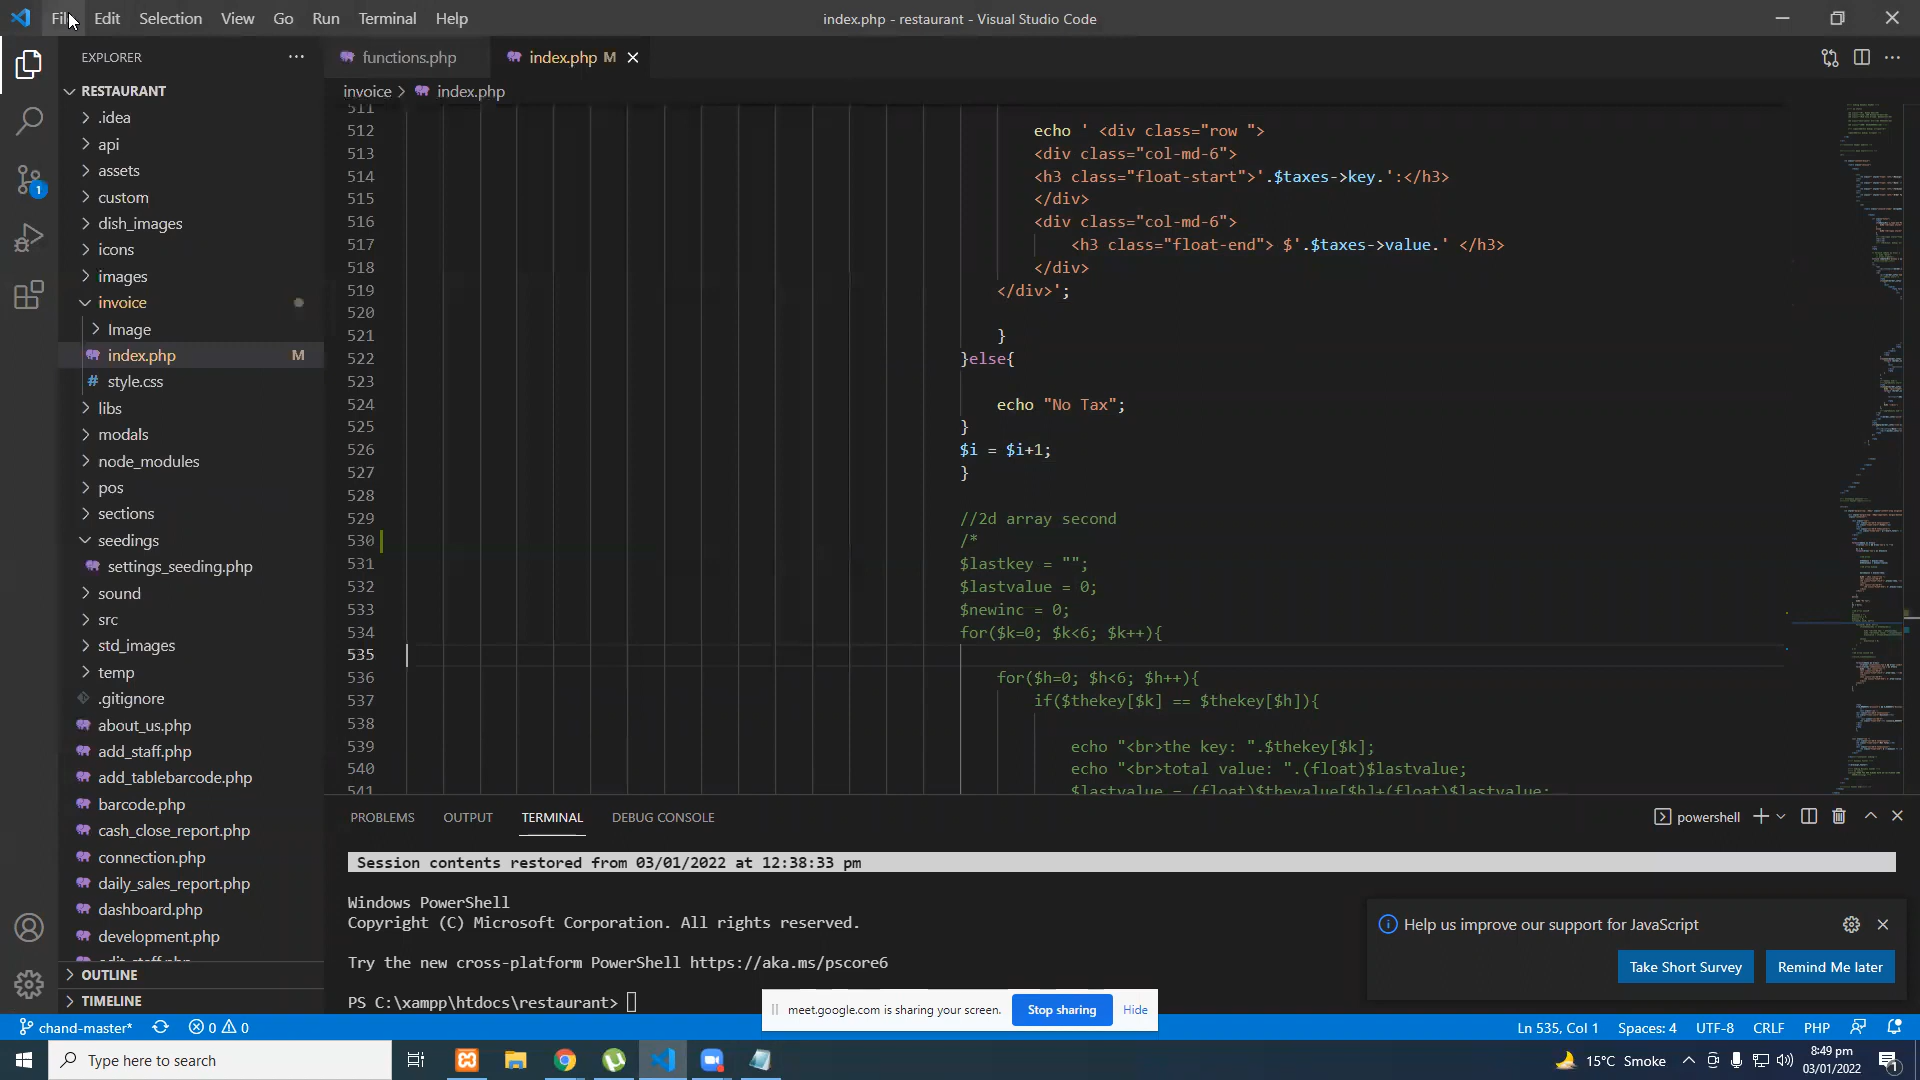 File Edit Selection View Go Run Terminal Help
index.php - restaurant - Visual Studio Code
EXPLORER
RESTAURANT
.idea
api
assets
custom
dish_images
icons
images
invoice
Image
index.php M
style.css
libs
modals
node_modules
pos
sections
seedings
settings_seeding.php
sound
src
std_images
temp
.gitignore
about_us.php
add_staff.php
add_tablebarcode.php
barcode.php
cash_close_report.php
connection.php
daily_sales_report.php
dashboard.php
development.php
OUTLINE
TIMELINE
1
functions.php
index.php M
invoice > index.php
511
512 echo ' <div class="row ">
513 <div class="col-md-6">
514 <h3 class="float-start">'.$taxes->key.':</h3>
515 </div>
516 <div class="col-md-6">
517 <h3 class="float-end"> $'.$taxes->value.' </h3>
518 </div>
519 </div>';
520
521 }
522 }else{
523
524 echo "No Tax";
525 }
526 $i = $i+1;
527 }
528
529 //2d array second
530 /*
531 $lastkey = "";
532 $lastvalue = 0;
533 $newinc = 0;
534 for($k=0; $k<6; $k++){
535
536 for($h=0; $h<6; $h++){
537 if($thekey[$k] == $thekey[$h]){
538
539 echo "<br>the key: ".$thekey[$k];
540 echo "<br>total value: ".(float)$lastvalue;
541 $lastvalue = (float)$thevalue[$h]+(float)$lastvalue;
PROBLEMS OUTPUT TERMINAL DEBUG CONSOLE
powershell
Session contents restored from 03/01/2022 at 12:38:33 pm
Windows PowerShell
Copyright (C) Microsoft Corporation. All rights reserved.
Try the new cross-platform PowerShell https://aka.ms/pscore6
PS C:\xampp\htdocs\restaurant>
Help us improve our support for JavaScript
Take Short Survey
Remind Me later
meet.google.com is sharing your screen. Stop sharing Hide
chand-master* 0 0
Ln 535, Col 1 Spaces: 4 UTF-8 CRLF PHP
Type here to search
15°C Smoke
8:49 pm
03/01/2022
1